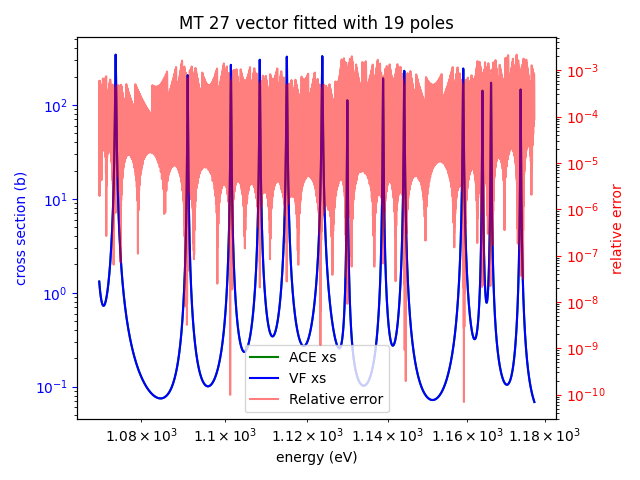 MT 27 vector fitted with 19 poles
cross section (b)
10²
10¹
10⁰
10⁻¹
10⁻³
10⁻⁴
10⁻⁵
10⁻⁶
10⁻⁷
10⁻⁸
10⁻⁹
10⁻¹⁰
relative error
ACE xs
VF xs
Relative error
1.08 × 10³ 1.1 × 10³ 1.12 × 10³ 1.14 × 10³ 1.16 × 10³ 1.18 × 10³
energy (eV)